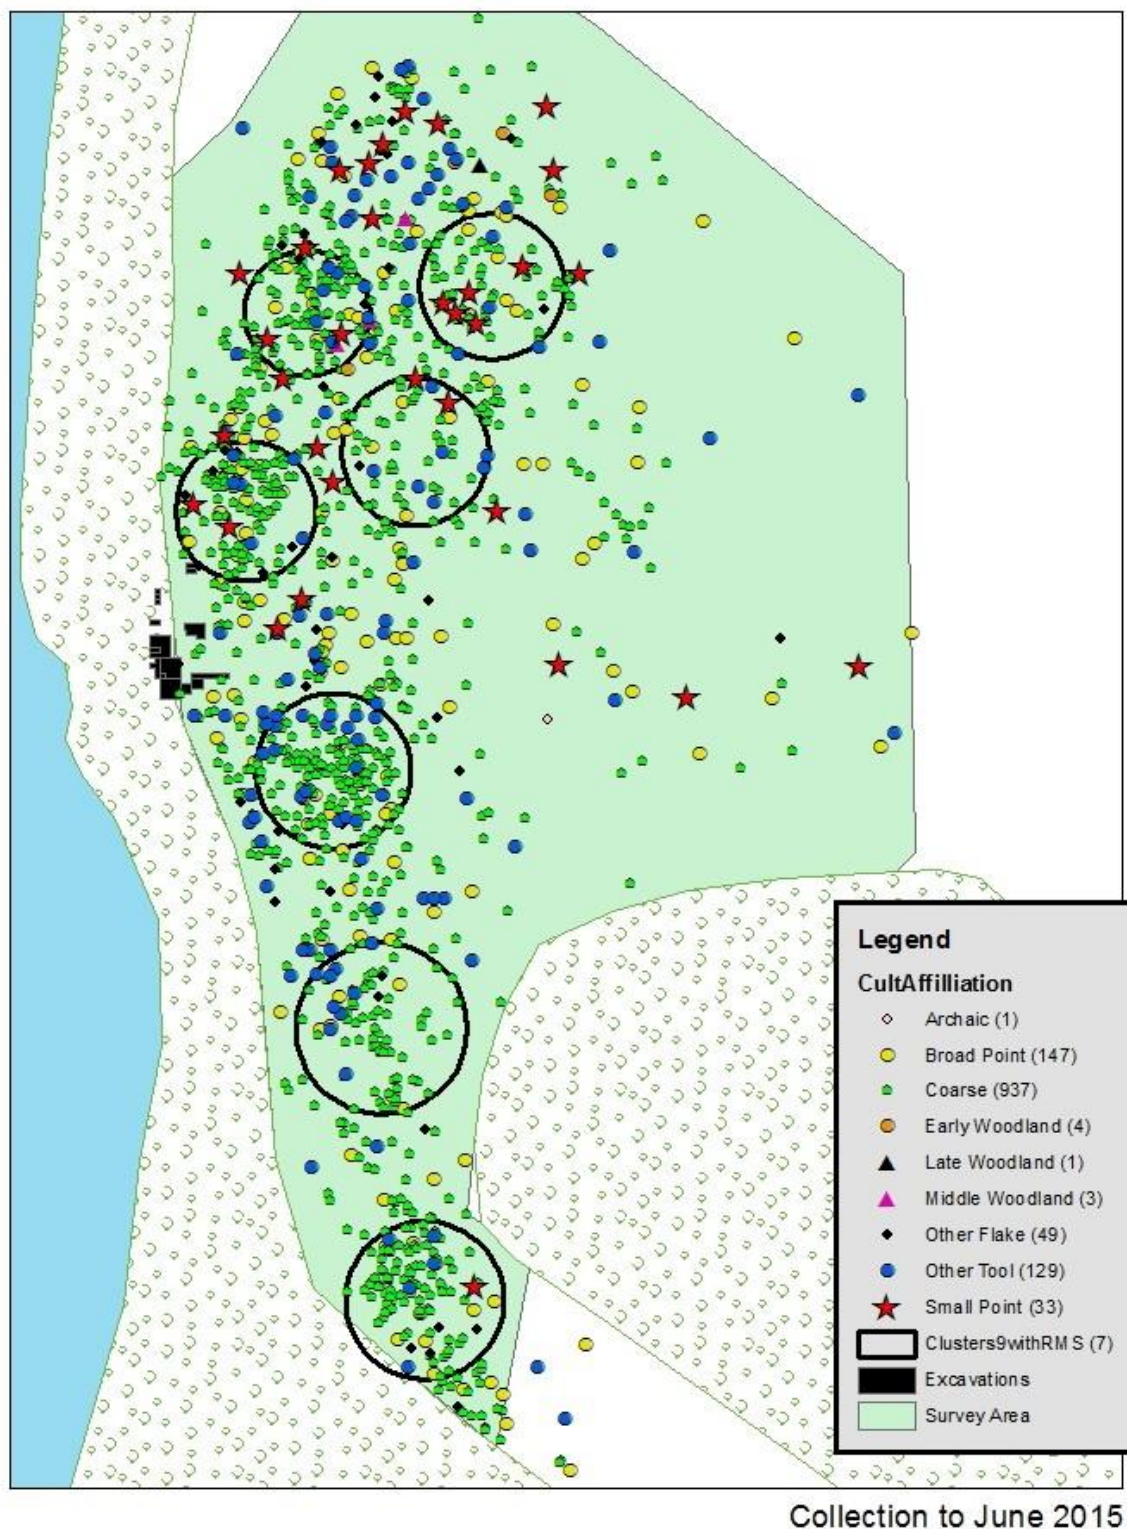 Legend
CultAffilliation
Archaic (1)
Broad Point (147)
Coarse (937)
Early Woodland (4)
Late Woodland (1)
Middle Woodland (3)
Other Flake (49)
Other Tool (129)
Small Point (33)
Clusters9withRMS (7)
Excavations
Survey Area
Collection to June 2015